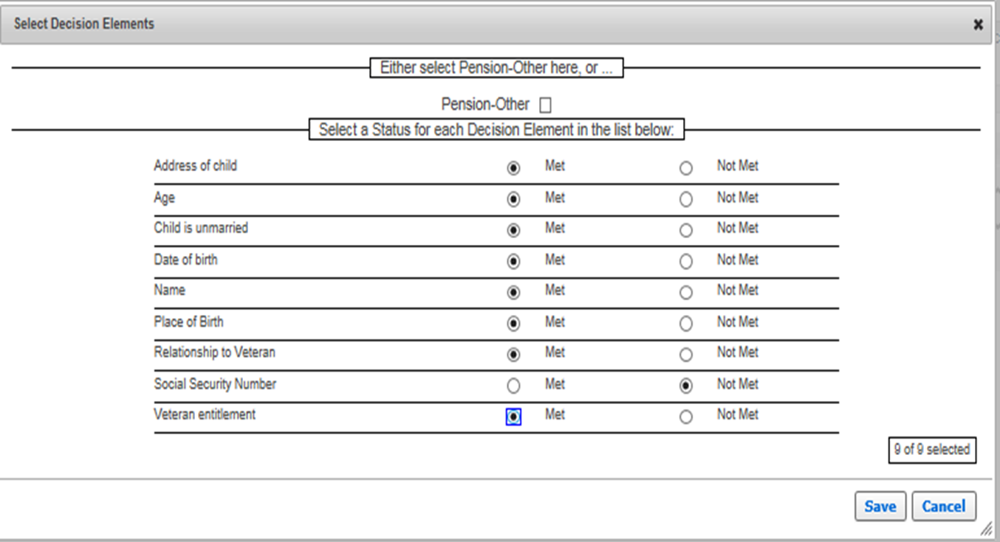 Select Decision Elements
Either select Pension-Other here, or ...
Pension-Other
Select a Status for each Decision Element in the list below:
Address of child Met Not Met
Age Met Not Met
Child is unmarried Met Not Met
Date of birth Met Not Met
Name Met Not Met
Place of Birth Met Not Met
Relationship to Veteran Met Not Met
Social Security Number Met Not Met
Veteran entitlement Met Not Met
9 of 9 selected
Save Cancel